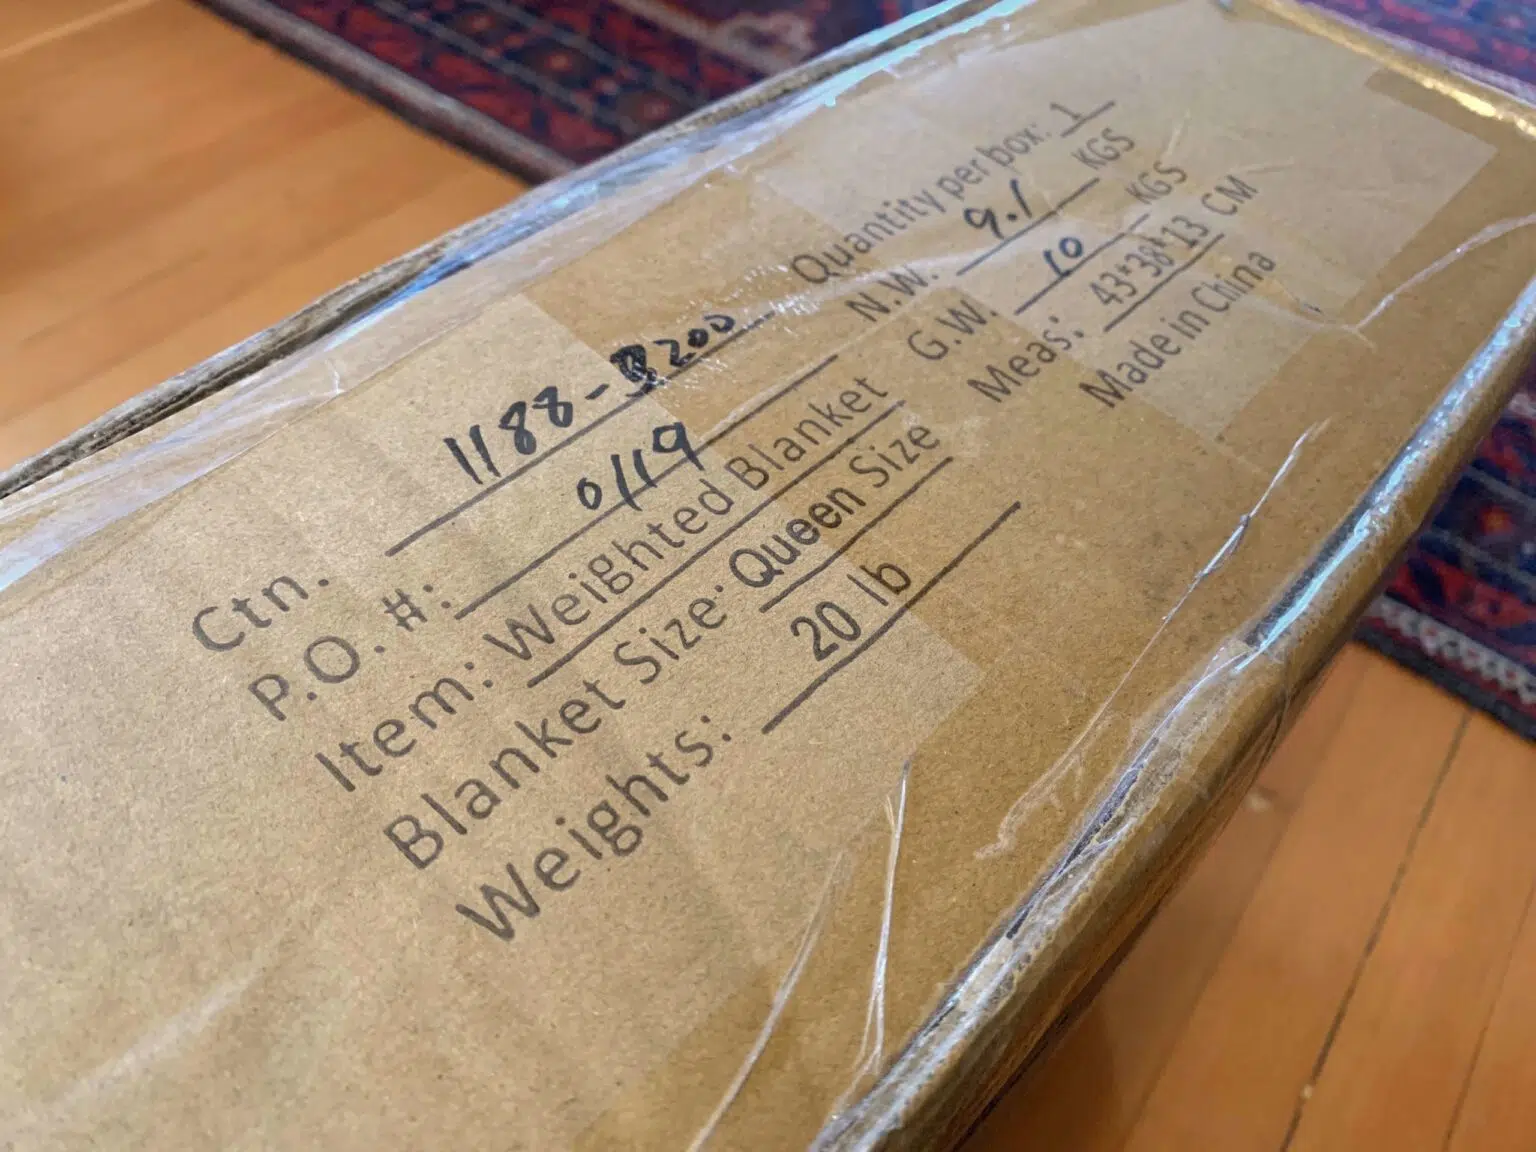 Ctn. 1188-3200
P.O. #: 0119
Item: Weighted Blanket
Blanket Size: Queen Size
Weights: 20 lb
Quantity per box: 1
N.W. 9.1 KGS
G.W. 10 KGS
Meas: 43*38*13 CM
Made in China